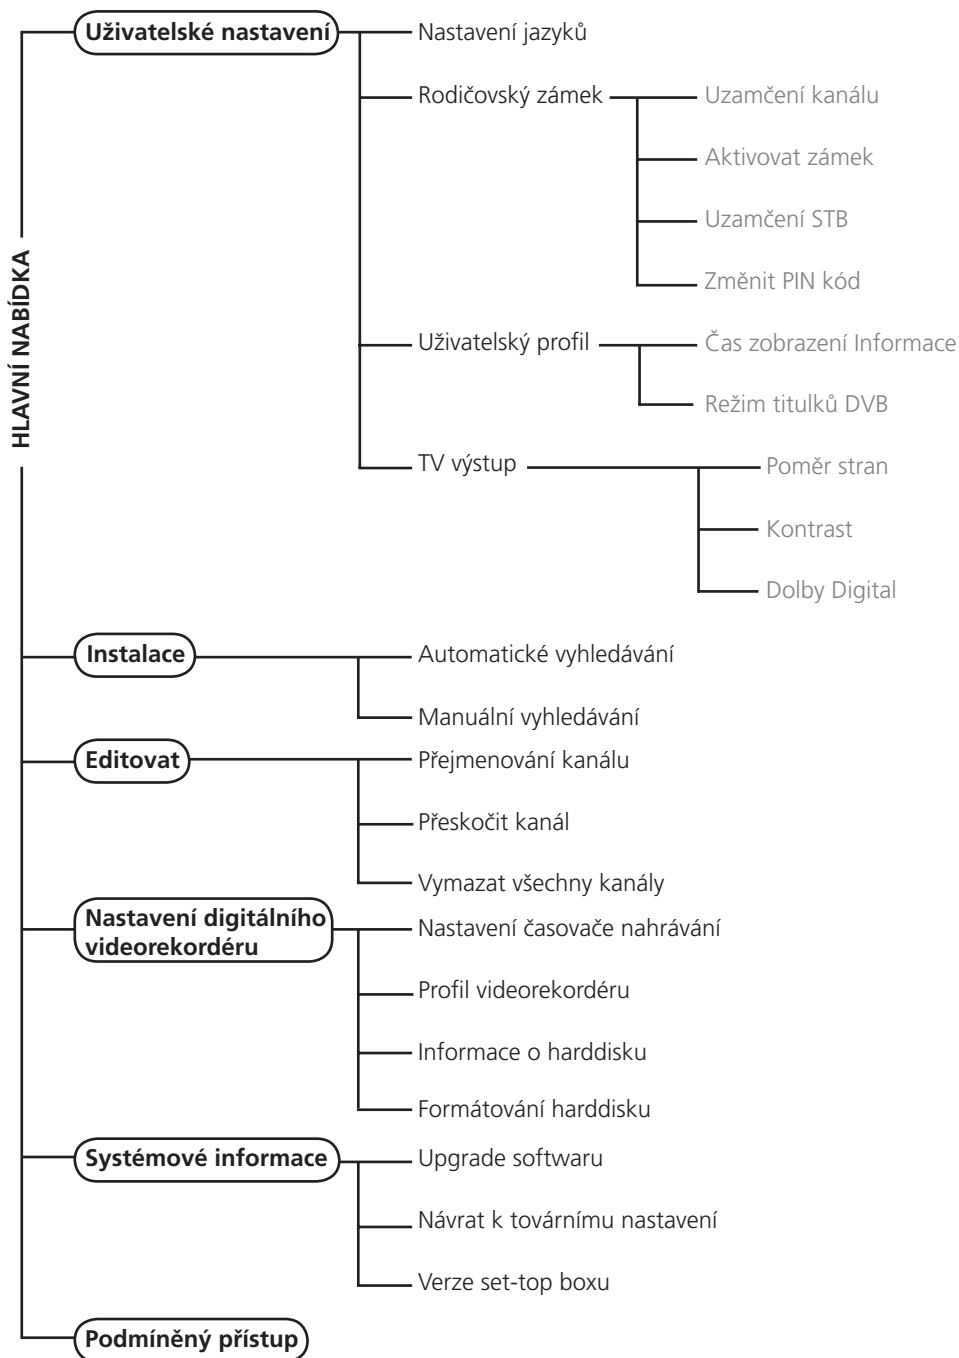 HLAVNÍ NABÍDKA
Uživatelské nastavení
Nastavení jazyků
Rodičovský zámek
Uzamčení kanálu
Aktivovat zámek
Uzamčení STB
Změnit PIN kód
Uživatelský profil
Čas zobrazení Informace
Režim titulků DVB
TV výstup
Poměr stran
Kontrast
Dolby Digital
Instalace
Automatické vyhledávání
Manuální vyhledávání
Editovat
Přejmenování kanálu
Přeskočit kanál
Vymazat všechny kanály
Nastavení digitálního
videorekordéru
Nastavení časovače nahrávání
Profil videorekordéru
Informace o harddisku
Formátování harddisku
Systémové informace
Upgrade softwaru
Návrat k továrnímu nastavení
Verze set-top boxu
Podmíněný přístup